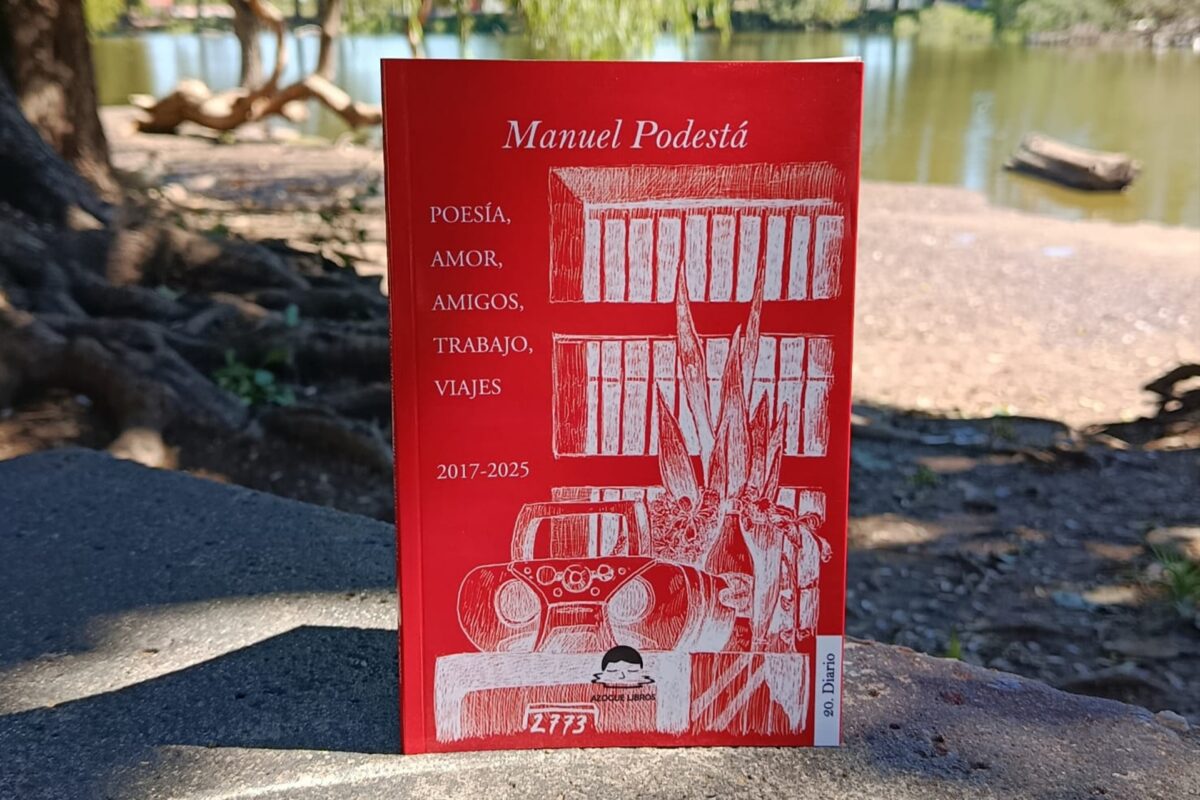 Manuel Podestá
POESÍA,
AMOR,
AMIGOS,
TRABAJO,
VIAJES
2017-2025
AZOGUE LIBROS
2773
20. Diario